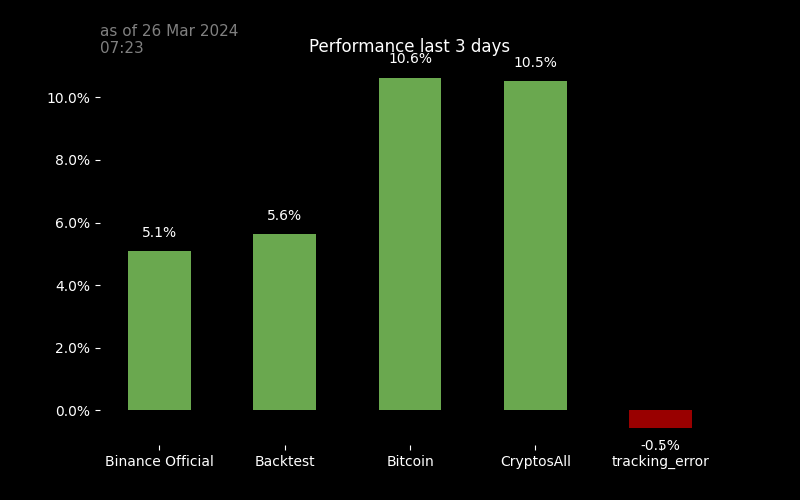 as of 26 Mar 2024
07:23
Performance last 3 days
10.6%
10.5%
10.0%
8.0%
5.6%
6.0%
5.1%
4.0%
2.0%
0.0%
-0.5%
Binance Official
Backtest
Bitcoin
CryptosAll
tracking_error